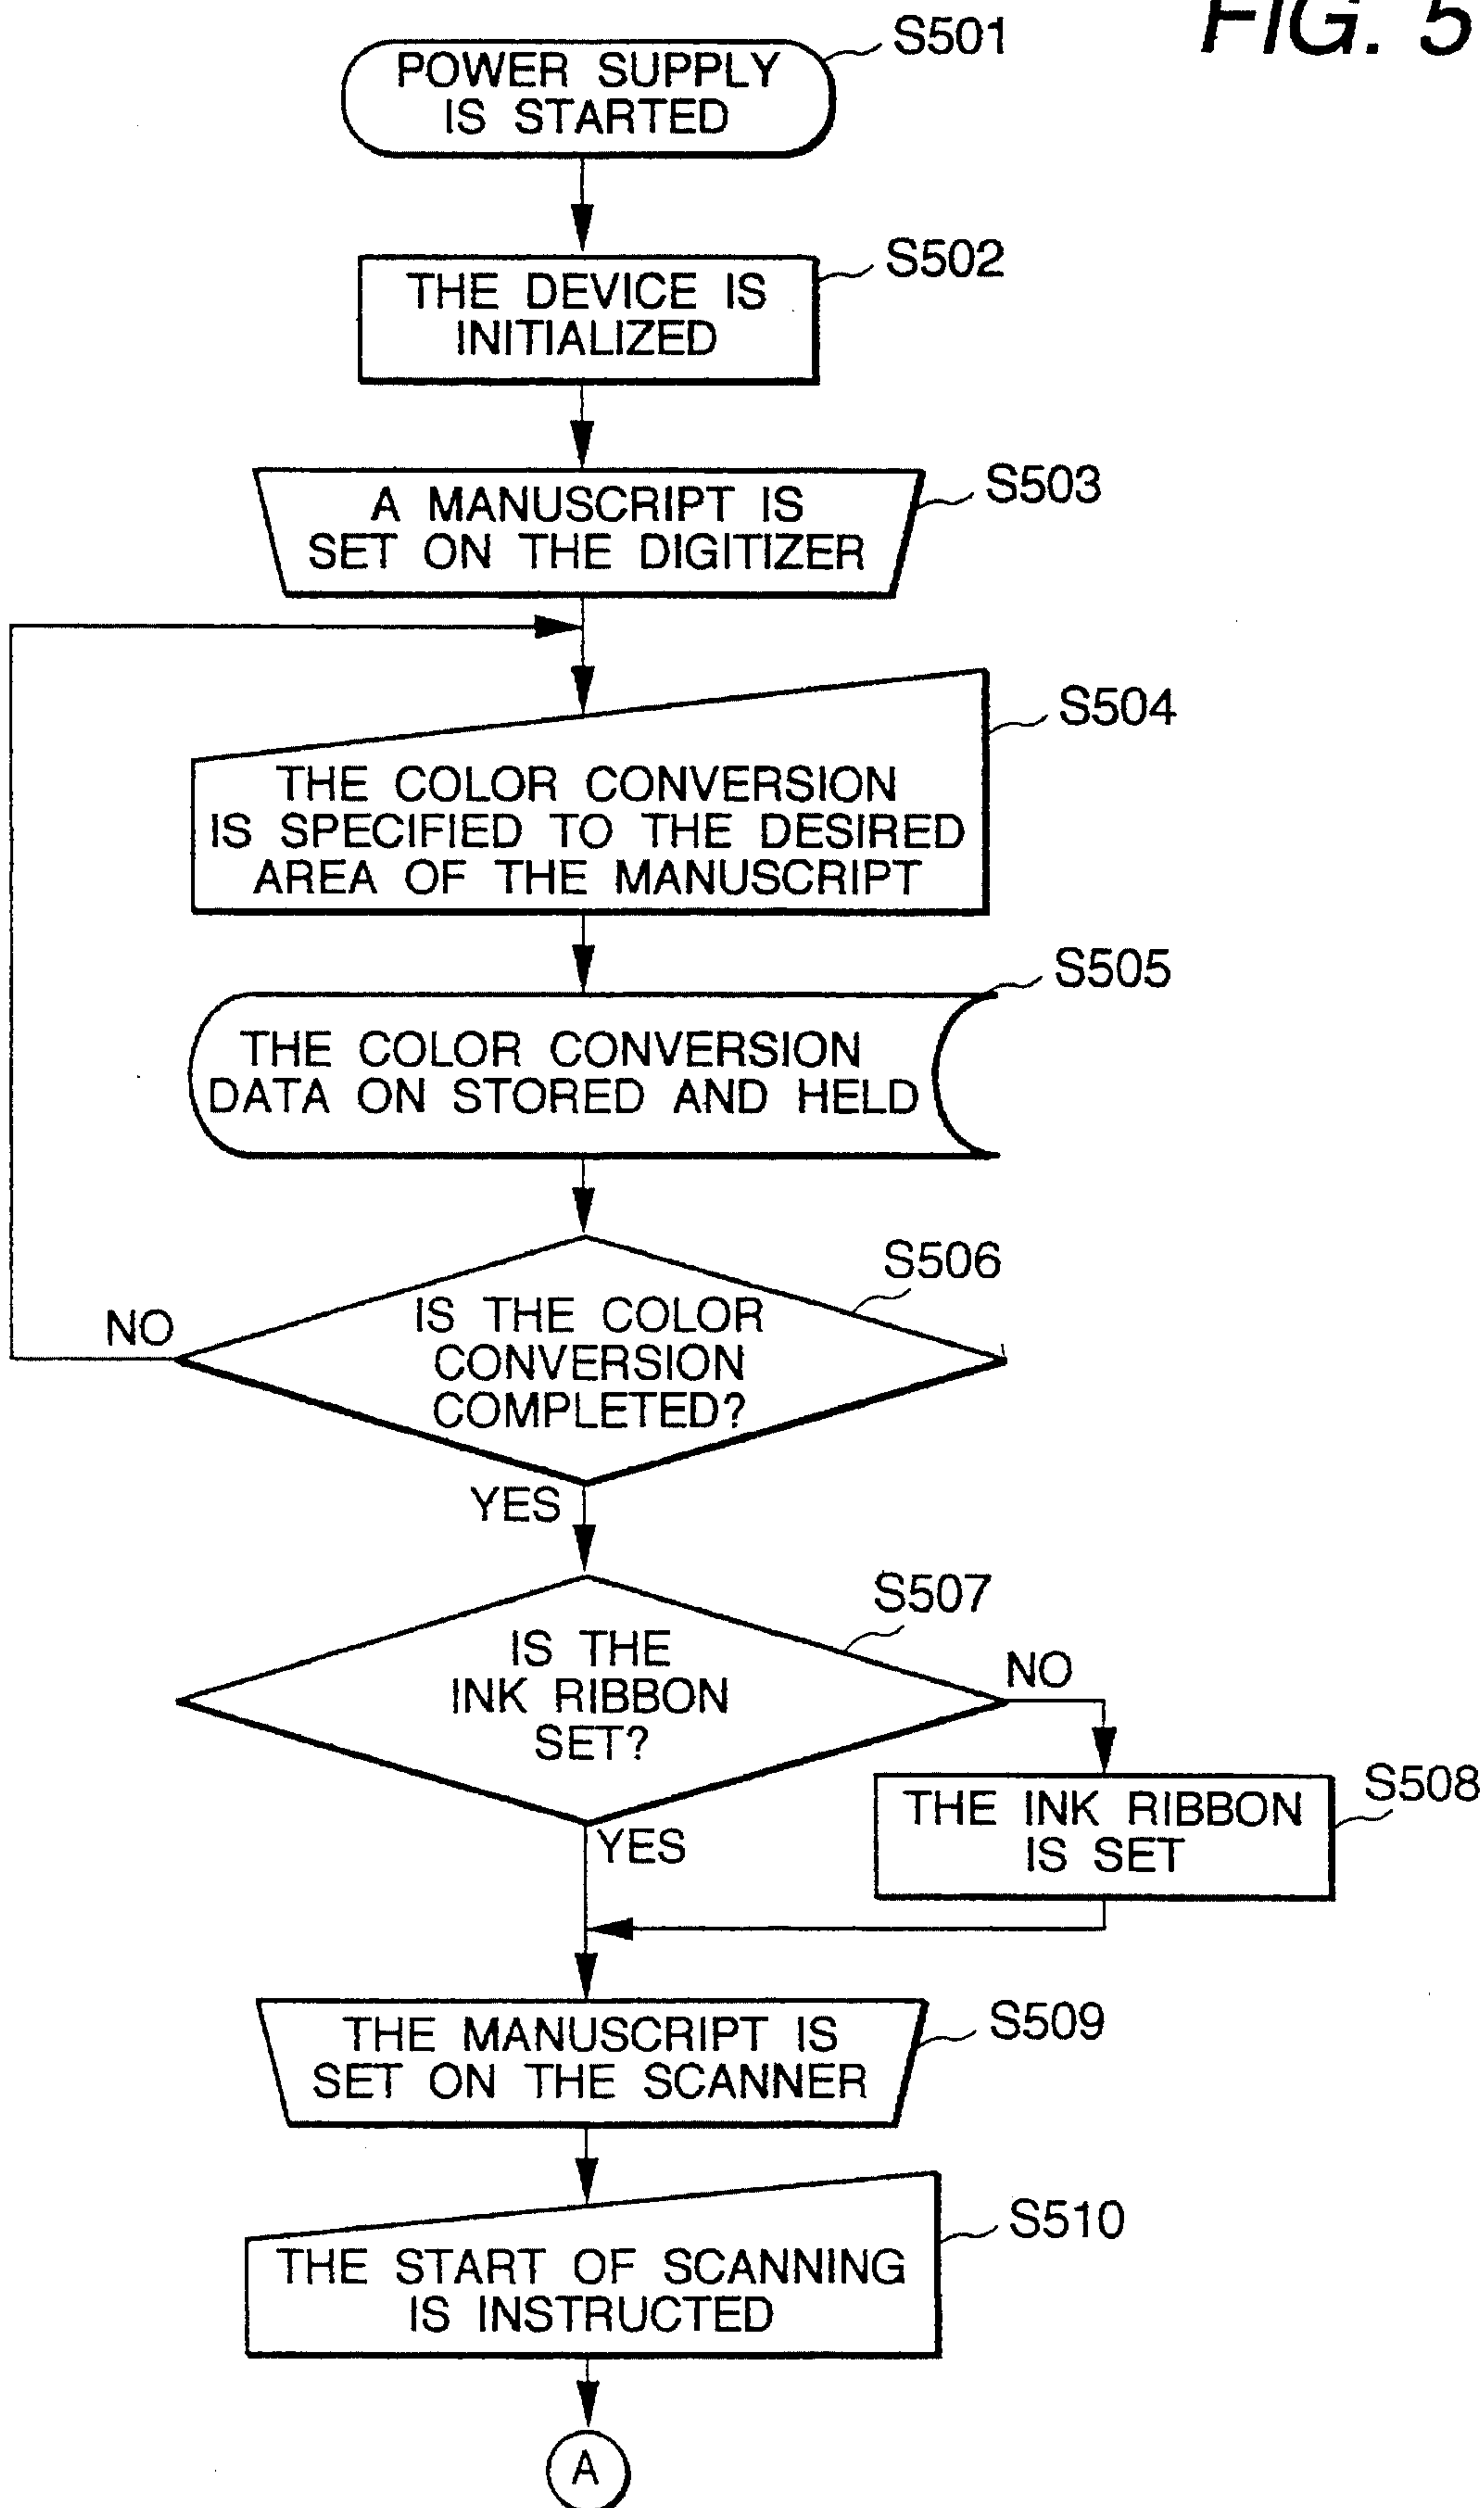 FIG. 5
S501
POWER SUPPLY
IS STARTED
S502
THE DEVICE IS
INITIALIZED
S503
A MANUSCRIPT IS
SET ON THE DIGITIZER
S504
THE COLOR CONVERSION
IS SPECIFIED TO THE DESIRED
AREA OF THE MANUSCRIPT
S505
THE COLOR CONVERSION
DATA ON STORED AND HELD
S506
NO
IS THE COLOR
CONVERSION
COMPLETED?
YES
S507
IS THE
INK RIBBON
SET?
NO
S508
THE INK RIBBON
IS SET
YES
S509
THE MANUSCRIPT IS
SET ON THE SCANNER
S510
THE START OF SCANNING
IS INSTRUCTED
A